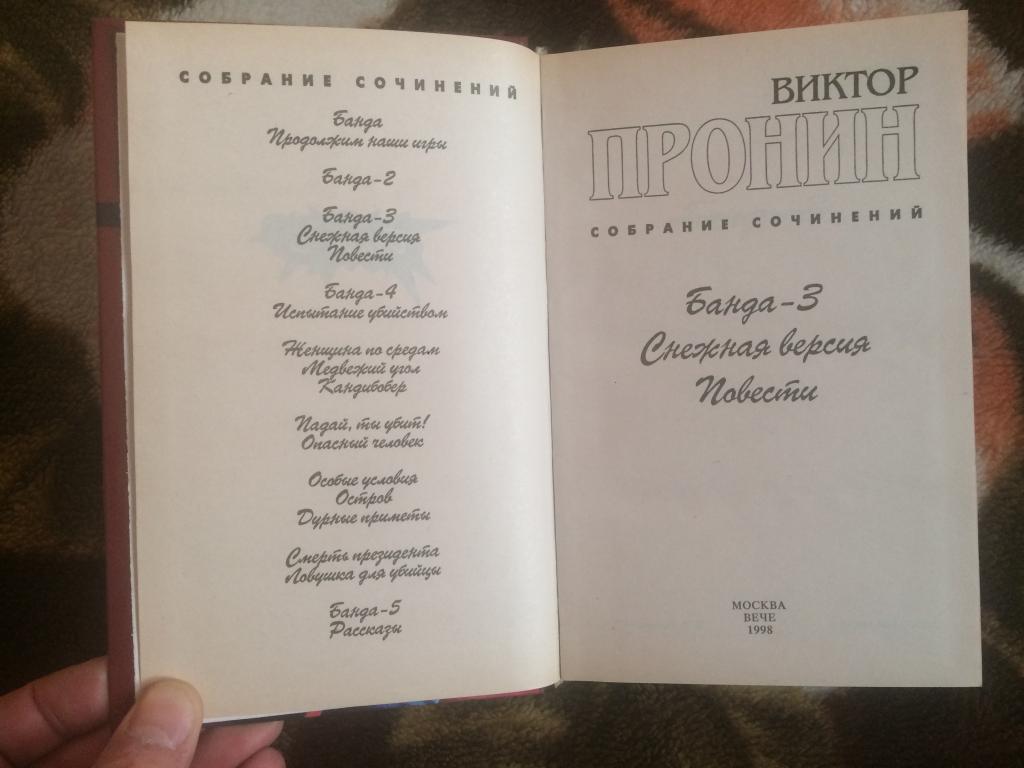 СОБРАНИЕ СОЧИНЕНИЙ
Банда
Продолжим наши игры
Банда-2
Банда-3
Снежная версия
Повести
Банда-4
Испытание убийством
Женщина по средам
Медвежий угол
Кандибобер
Падай, ты убит!
Опасный человек
Особые условия
Остров
Дурные приметы
Смерть президента
Ловушка для убийцы
Банда-5
Рассказы
ВИКТОР
ПРОНИН
СОБРАНИЕ СОЧИНЕНИЙ
Банда-3
Снежная версия
Повести
МОСКВА
ВЕЧЕ
1998